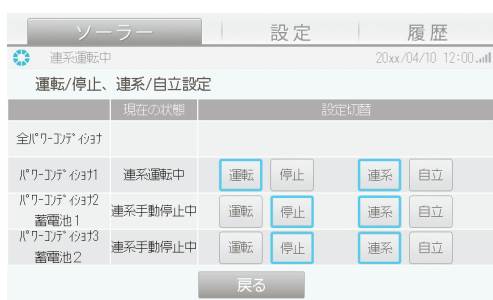 ソーラー 設定 履歴
連系運転中 20xx/04/10 12:00
運転/停止、連系/自立設定
現在の状態 設定切替
全ﾊﾟﾜｰｺﾝﾃﾞｨｼｮﾅ
ﾊﾟﾜｰｺﾝﾃﾞｨｼｮﾅ1 連系運転中 運転 停止 連系 自立
ﾊﾟﾜｰｺﾝﾃﾞｨｼｮﾅ2
蓄電池1 連系手動停止中 運転 停止 連系 自立
ﾊﾟﾜｰｺﾝﾃﾞｨｼｮﾅ3
蓄電池2 連系手動停止中 運転 停止 連系 自立
戻る